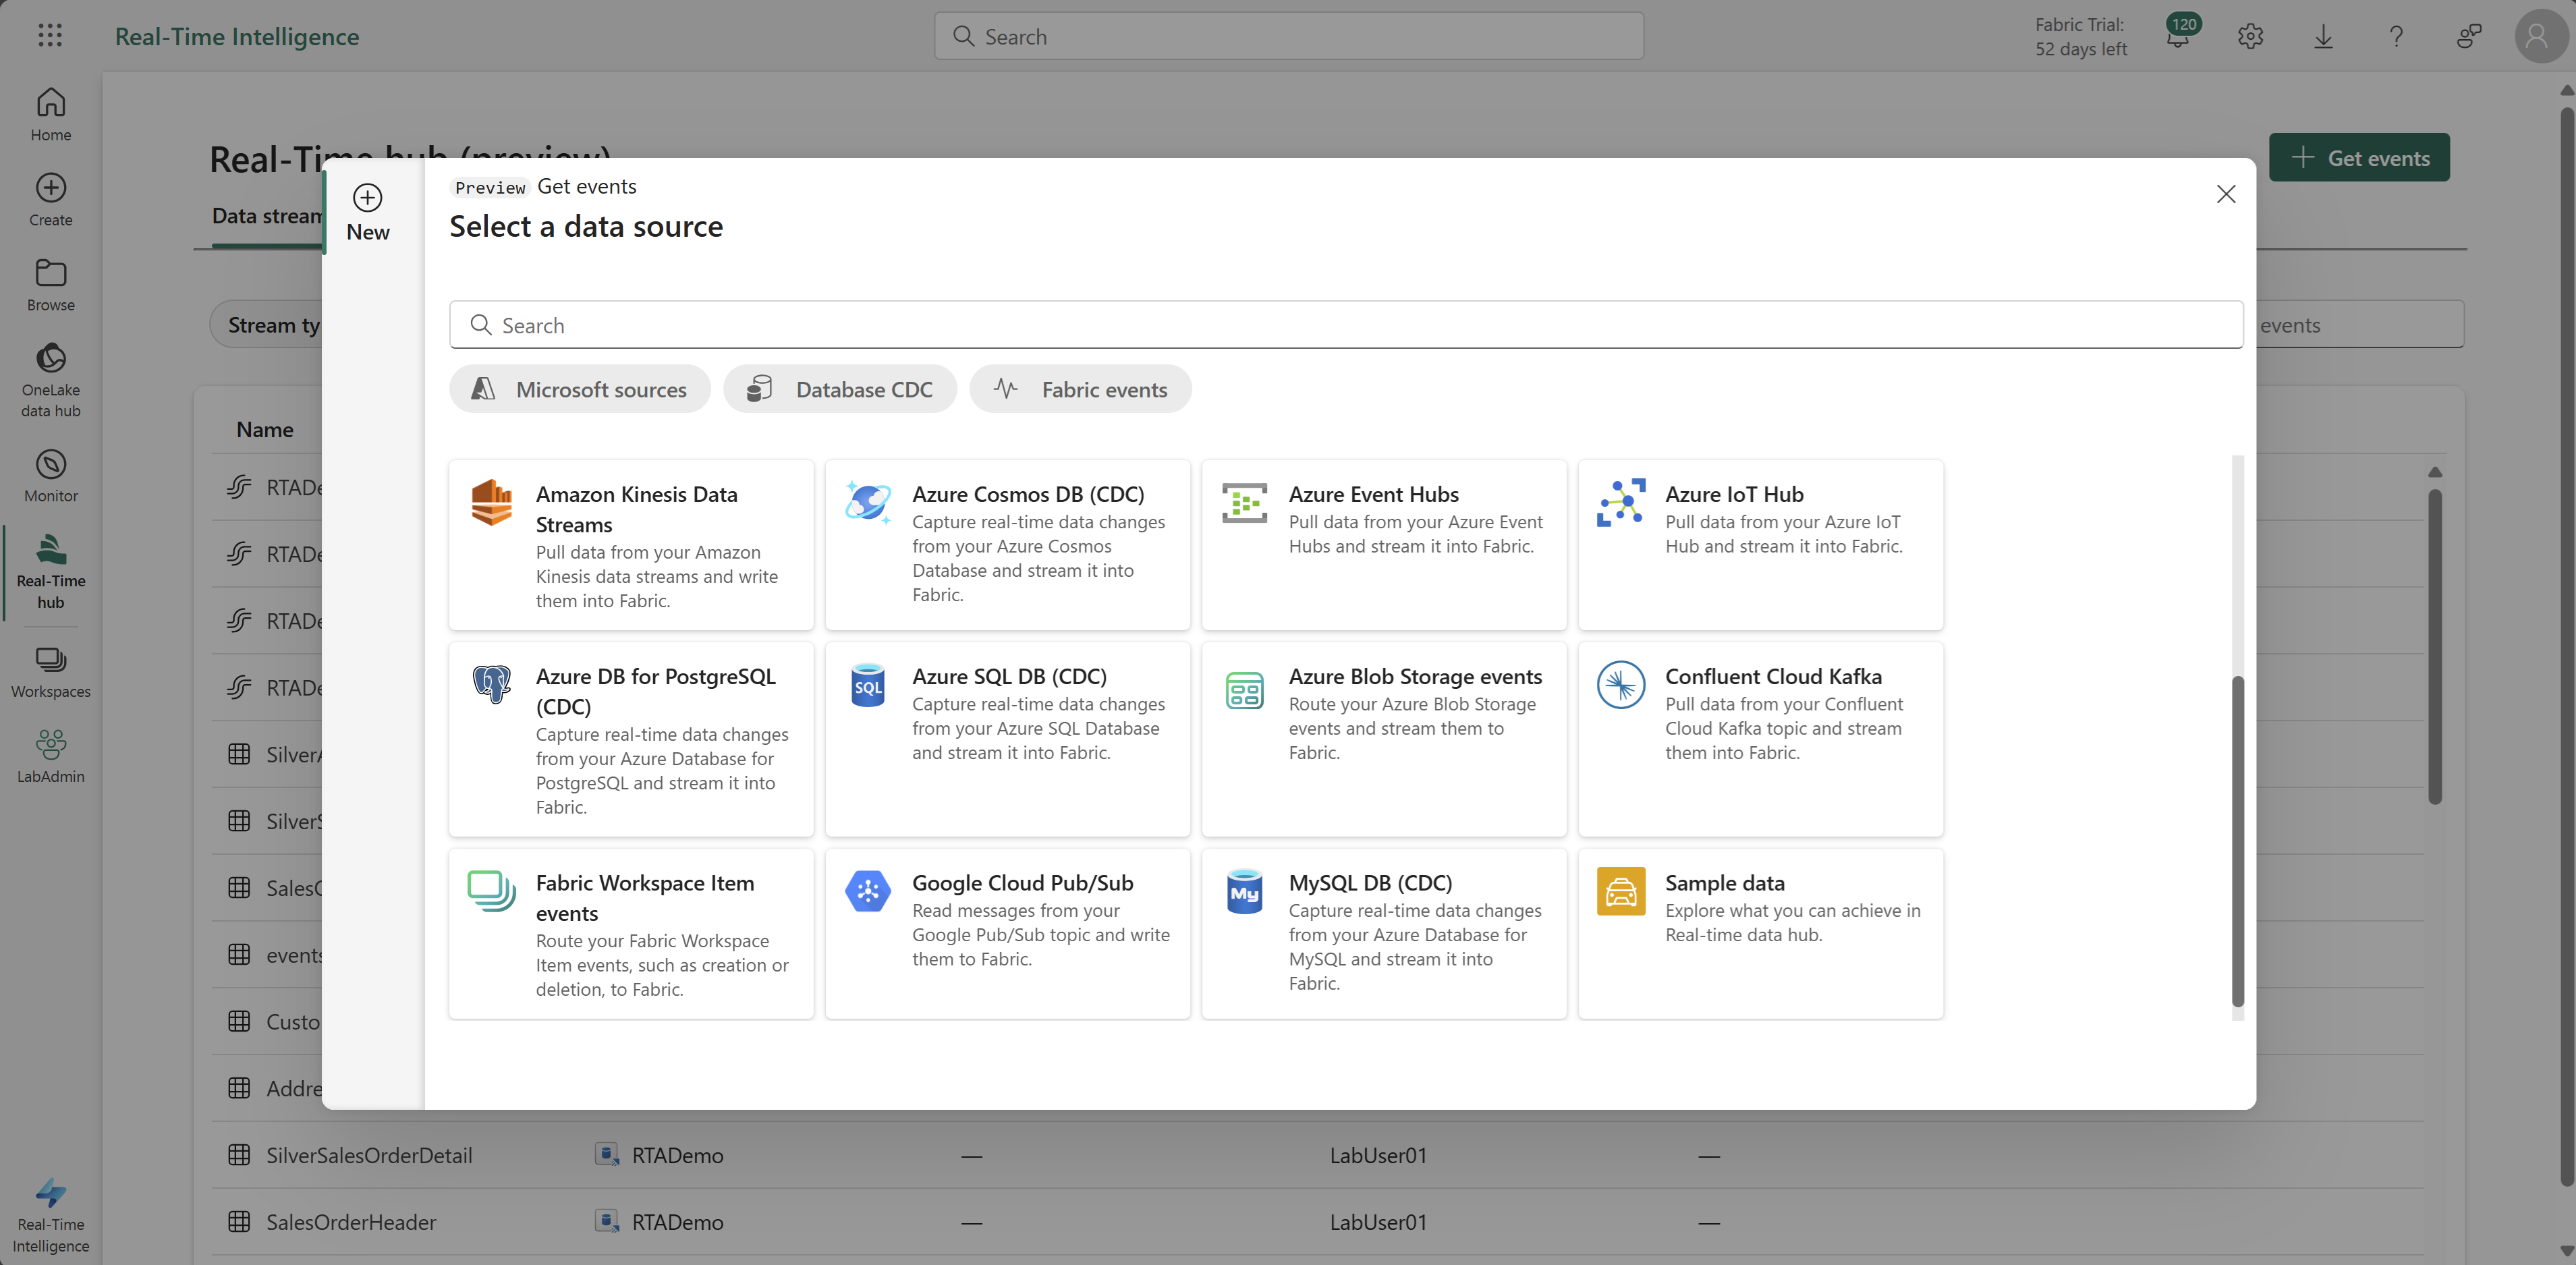 Real-Time Intelligence
Search
Fabric Trial:
52 days left
120
Home
Create
Browse
OneLake
data hub
Monitor
Real-Time
hub
Workspaces
LabAdmin
Real-Time
Intelligence
Real-Time hub (preview)
Get events
Data stream
Stream ty
events
Name
RTADe
RTADe
RTADe
RTADe
Silver
Silver
Sales
events
Custo
Addre
SilverSalesOrderDetail
RTADemo
—
LabUser01
—
SalesOrderHeader
RTADemo
—
LabUser01
—
New
Preview Get events
Select a data source
Search
Microsoft sources
Database CDC
Fabric events
Amazon Kinesis Data
Streams
Pull data from your Amazon
Kinesis data streams and write
them into Fabric.
Azure Cosmos DB (CDC)
Capture real-time data changes
from your Azure Cosmos
Database and stream it into
Fabric.
Azure Event Hubs
Pull data from your Azure Event
Hubs and stream it into Fabric.
Azure IoT Hub
Pull data from your Azure IoT
Hub and stream it into Fabric.
Azure DB for PostgreSQL
(CDC)
Capture real-time data changes
from your Azure Database for
PostgreSQL and stream it into
Fabric.
SQL
Azure SQL DB (CDC)
Capture real-time data changes
from your Azure SQL Database
and stream it into Fabric.
Azure Blob Storage events
Route your Azure Blob Storage
events and stream them to
Fabric.
Confluent Cloud Kafka
Pull data from your Confluent
Cloud Kafka topic and stream
them into Fabric.
Fabric Workspace Item
events
Route your Fabric Workspace
Item events, such as creation or
deletion, to Fabric.
Google Cloud Pub/Sub
Read messages from your
Google Pub/Sub topic and write
them to Fabric.
My
MySQL DB (CDC)
Capture real-time data changes
from your Azure Database for
MySQL and stream it into
Fabric.
Sample data
Explore what you can achieve in
Real-time data hub.